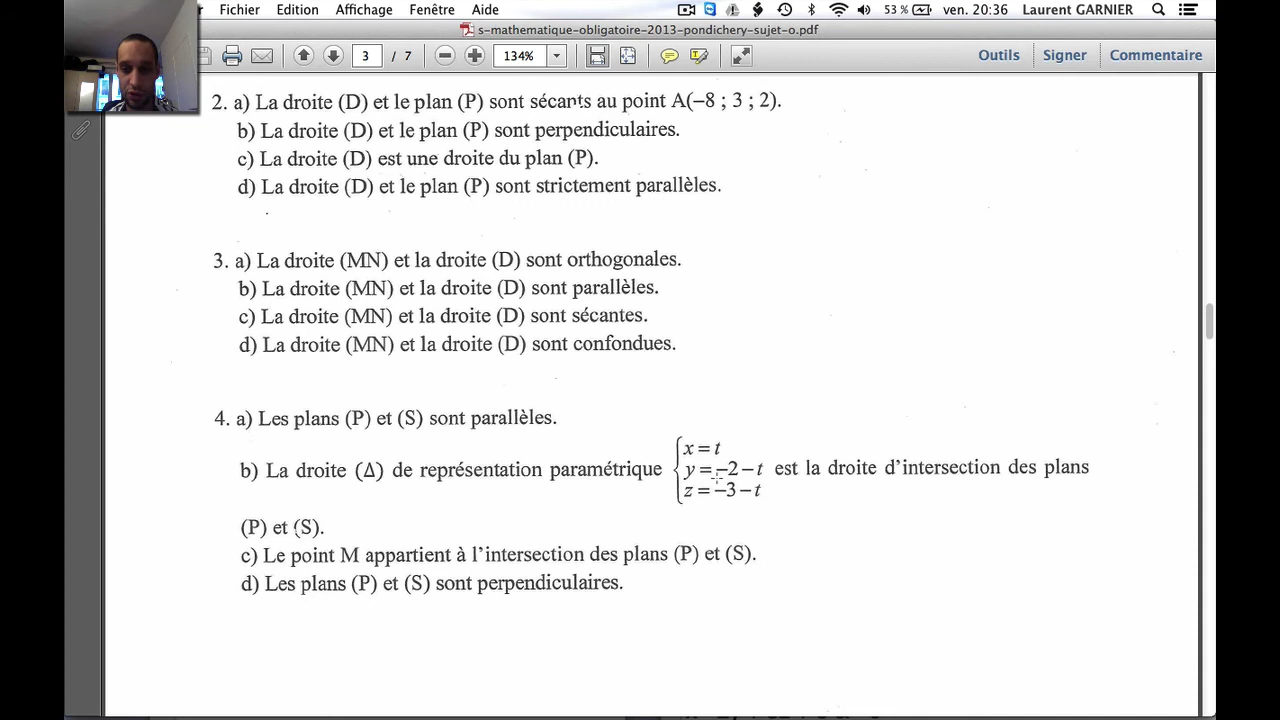 Fichier Edition Affichage Fenêtre Aide 53 % ven. 20:36 Laurent GARNIER
s-mathematique-obligatoire-2013-pondichery-sujet-o.pdf
3 / 7 134% Outils Signer Commentaire
2. a) La droite (D) et le plan (P) sont sécants au point A(−8 ; 3 ; 2).
b) La droite (D) et le plan (P) sont perpendiculaires.
c) La droite (D) est une droite du plan (P).
d) La droite (D) et le plan (P) sont strictement parallèles.
3. a) La droite (MN) et la droite (D) sont orthogonales.
b) La droite (MN) et la droite (D) sont parallèles.
c) La droite (MN) et la droite (D) sont sécantes.
d) La droite (MN) et la droite (D) sont confondues.
4. a) Les plans (P) et (S) sont parallèles.
x = t
b) La droite (Δ) de représentation paramétrique y = −2 − t est la droite d'intersection des plans
z = −3 − t
(P) et (S).
c) Le point M appartient à l'intersection des plans (P) et (S).
d) Les plans (P) et (S) sont perpendiculaires.